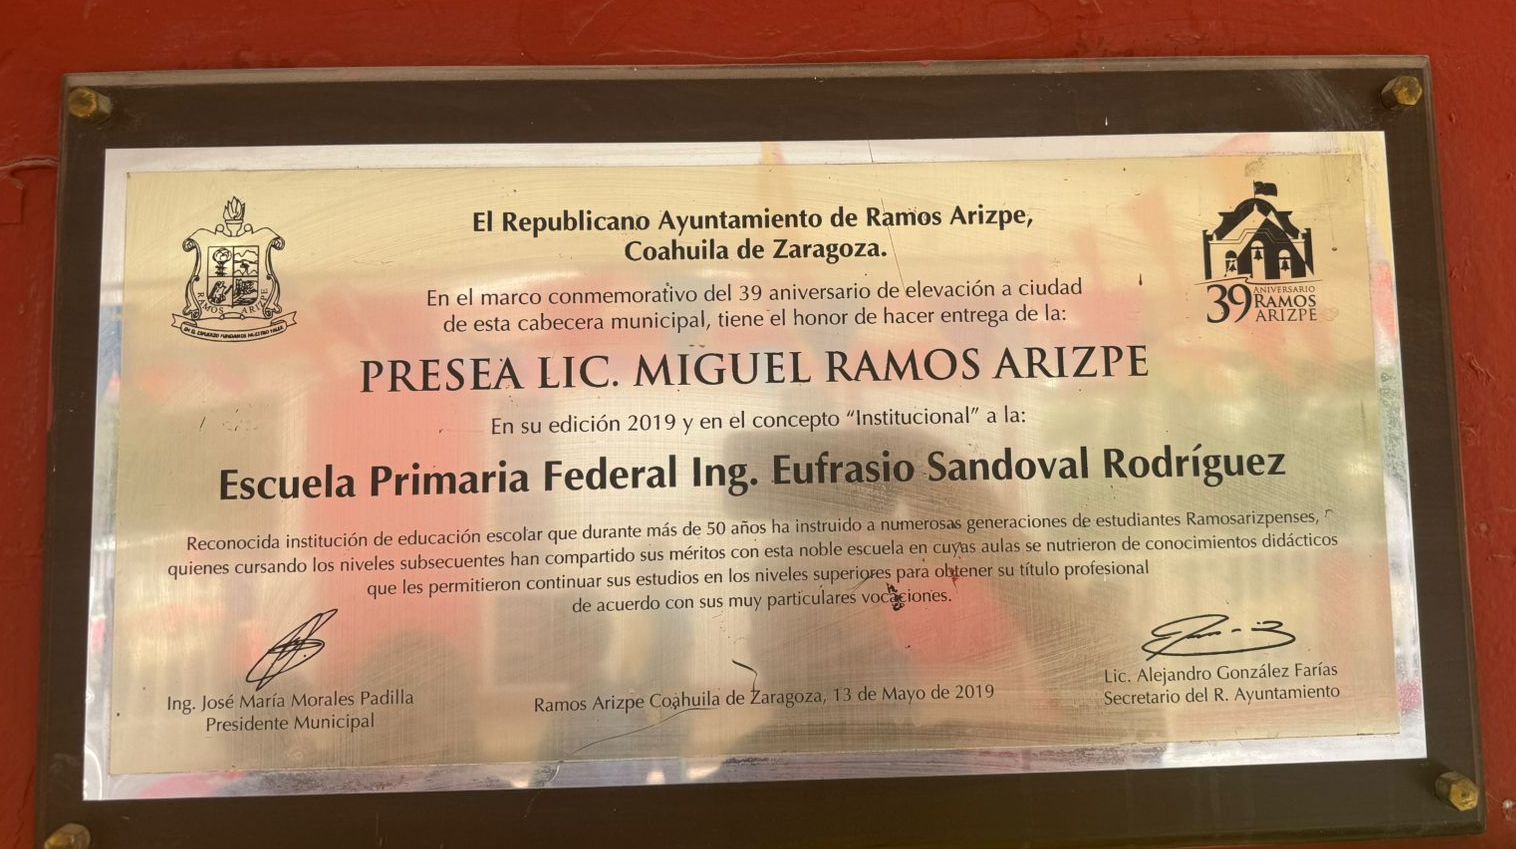 El Republicano Ayuntamiento de Ramos Arizpe,
Coahuila de Zaragoza.
En el marco conmemorativo del 39 aniversario de elevación a ciudad
de esta cabecera municipal, tiene el honor de hacer entrega de la:
PRESEA LIC. MIGUEL RAMOS ARIZPE
En su edición 2019 y en el concepto “Institucional” a la:
Escuela Primaria Federal Ing. Eufrasio Sandoval Rodríguez
Reconocida institución de educación escolar que durante más de 50 años ha instruido a numerosas generaciones de estudiantes Ramosarizpenses,
quienes cursando los niveles subsecuentes han compartido sus méritos con esta noble escuela en cuyas aulas se nutrieron de conocimientos didácticos
que les permitieron continuar sus estudios en los niveles superiores para obtener su título profesional
de acuerdo con sus muy particulares vocaciones.
Ing. José María Morales Padilla
Presidente Municipal
Ramos Arizpe Coahuila de Zaragoza, 13 de Mayo de 2019
Lic. Alejandro González Farías
Secretario del R. Ayuntamiento
RAMOS ARIZPE
39 ANIVERSARIO
RAMOS
ARIZPE